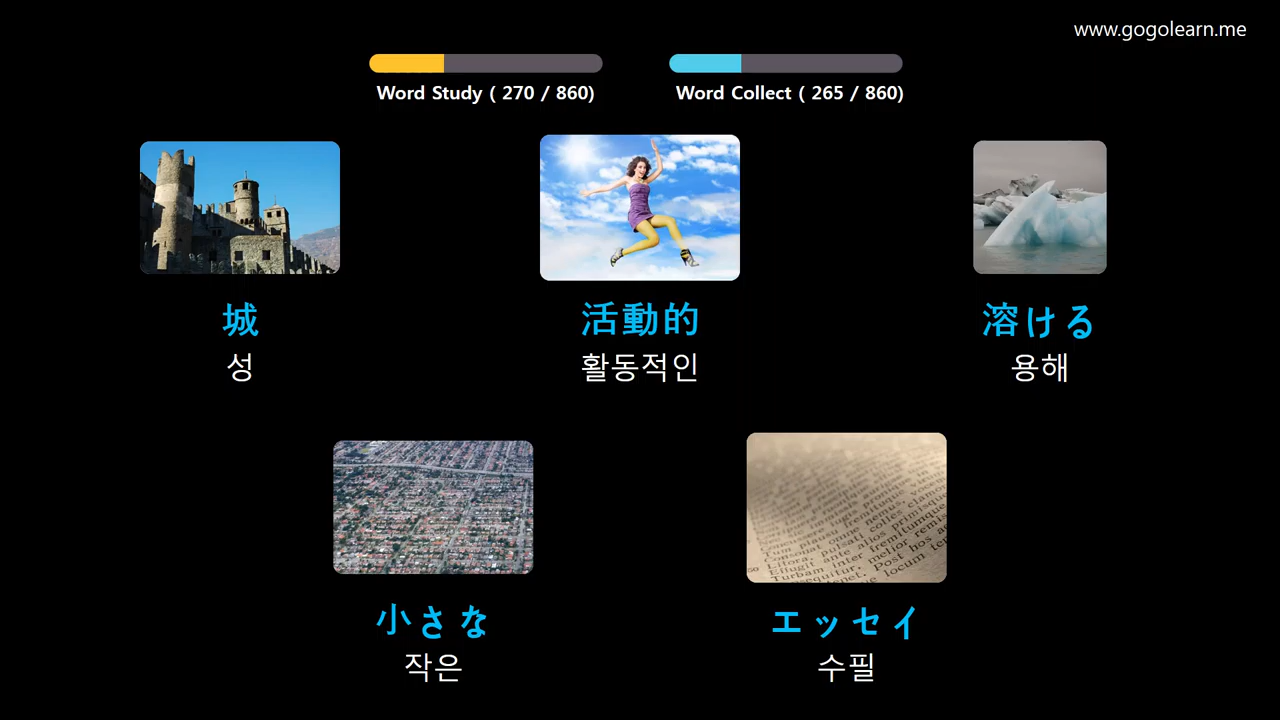 www.gogolearn.me
Word Study ( 270 / 860)
Word Collect ( 265 / 860)
城
성
活動的
활동적인
溶ける
용해
小さな
작은
エッセイ
수필